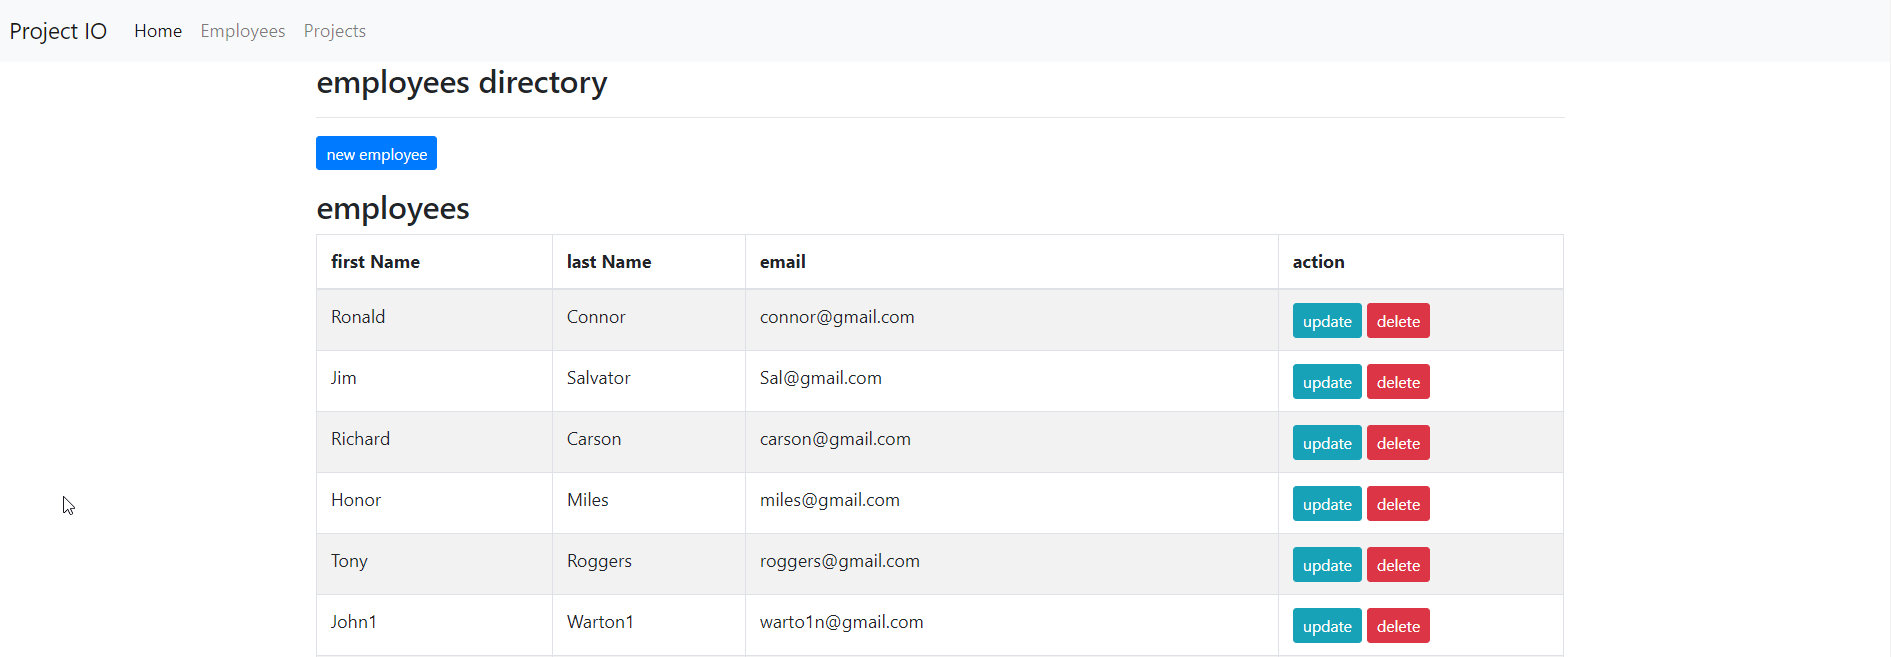 Project IO Home Employees Projects
employees directory
new employee
employees
first Name last Name email action
Ronald Connor connor@gmail.com update delete
Jim Salvator Sal@gmail.com update delete
Richard Carson carson@gmail.com update delete
Honor Miles miles@gmail.com update delete
Tony Roggers roggers@gmail.com update delete
John1 Warton1 warto1n@gmail.com update delete